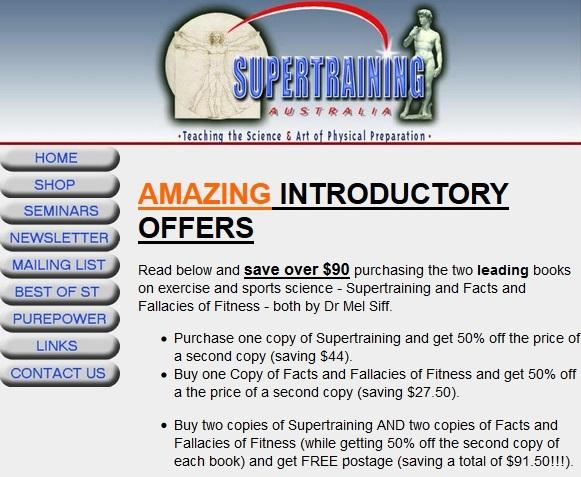 SUPERTRAINING
AUSTRALIA
•Teaching the Science & Art of Physical Preparation•
HOME
SHOP
SEMINARS
NEWSLETTER
MAILING LIST
BEST OF ST
PUREPOWER
LINKS
CONTACT US
AMAZING INTRODUCTORY
OFFERS
Read below and save over $90 purchasing the two leading books
on exercise and sports science - Supertraining and Facts and
Fallacies of Fitness - both by Dr Mel Siff.
• Purchase one copy of Supertraining and get 50% off the price of
a second copy (saving $44).
• Buy one Copy of Facts and Fallacies of Fitness and get 50% off
a the price of a second copy (saving $27.50).
• Buy two copies of Supertraining AND two copies of Facts and
Fallacies of Fitness (while getting 50% off the second copy of
each book) and get FREE postage (saving a total of $91.50!!!).